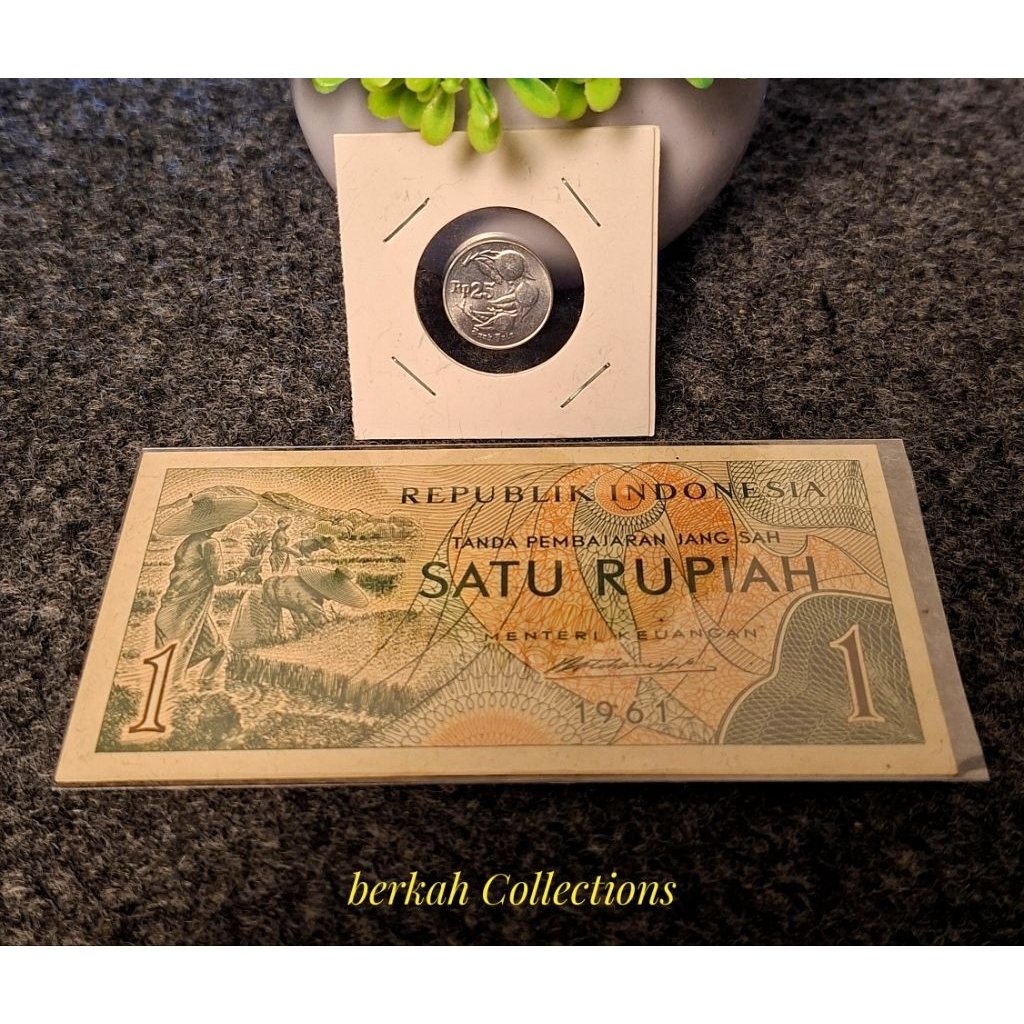 Rp25
REPUBLIK INDONESIA
TANDA PEMBAJARAN JANG SAH
SATU RUPIAH
MENTERI KEUANGAN
1961
1
1
berkah Collections